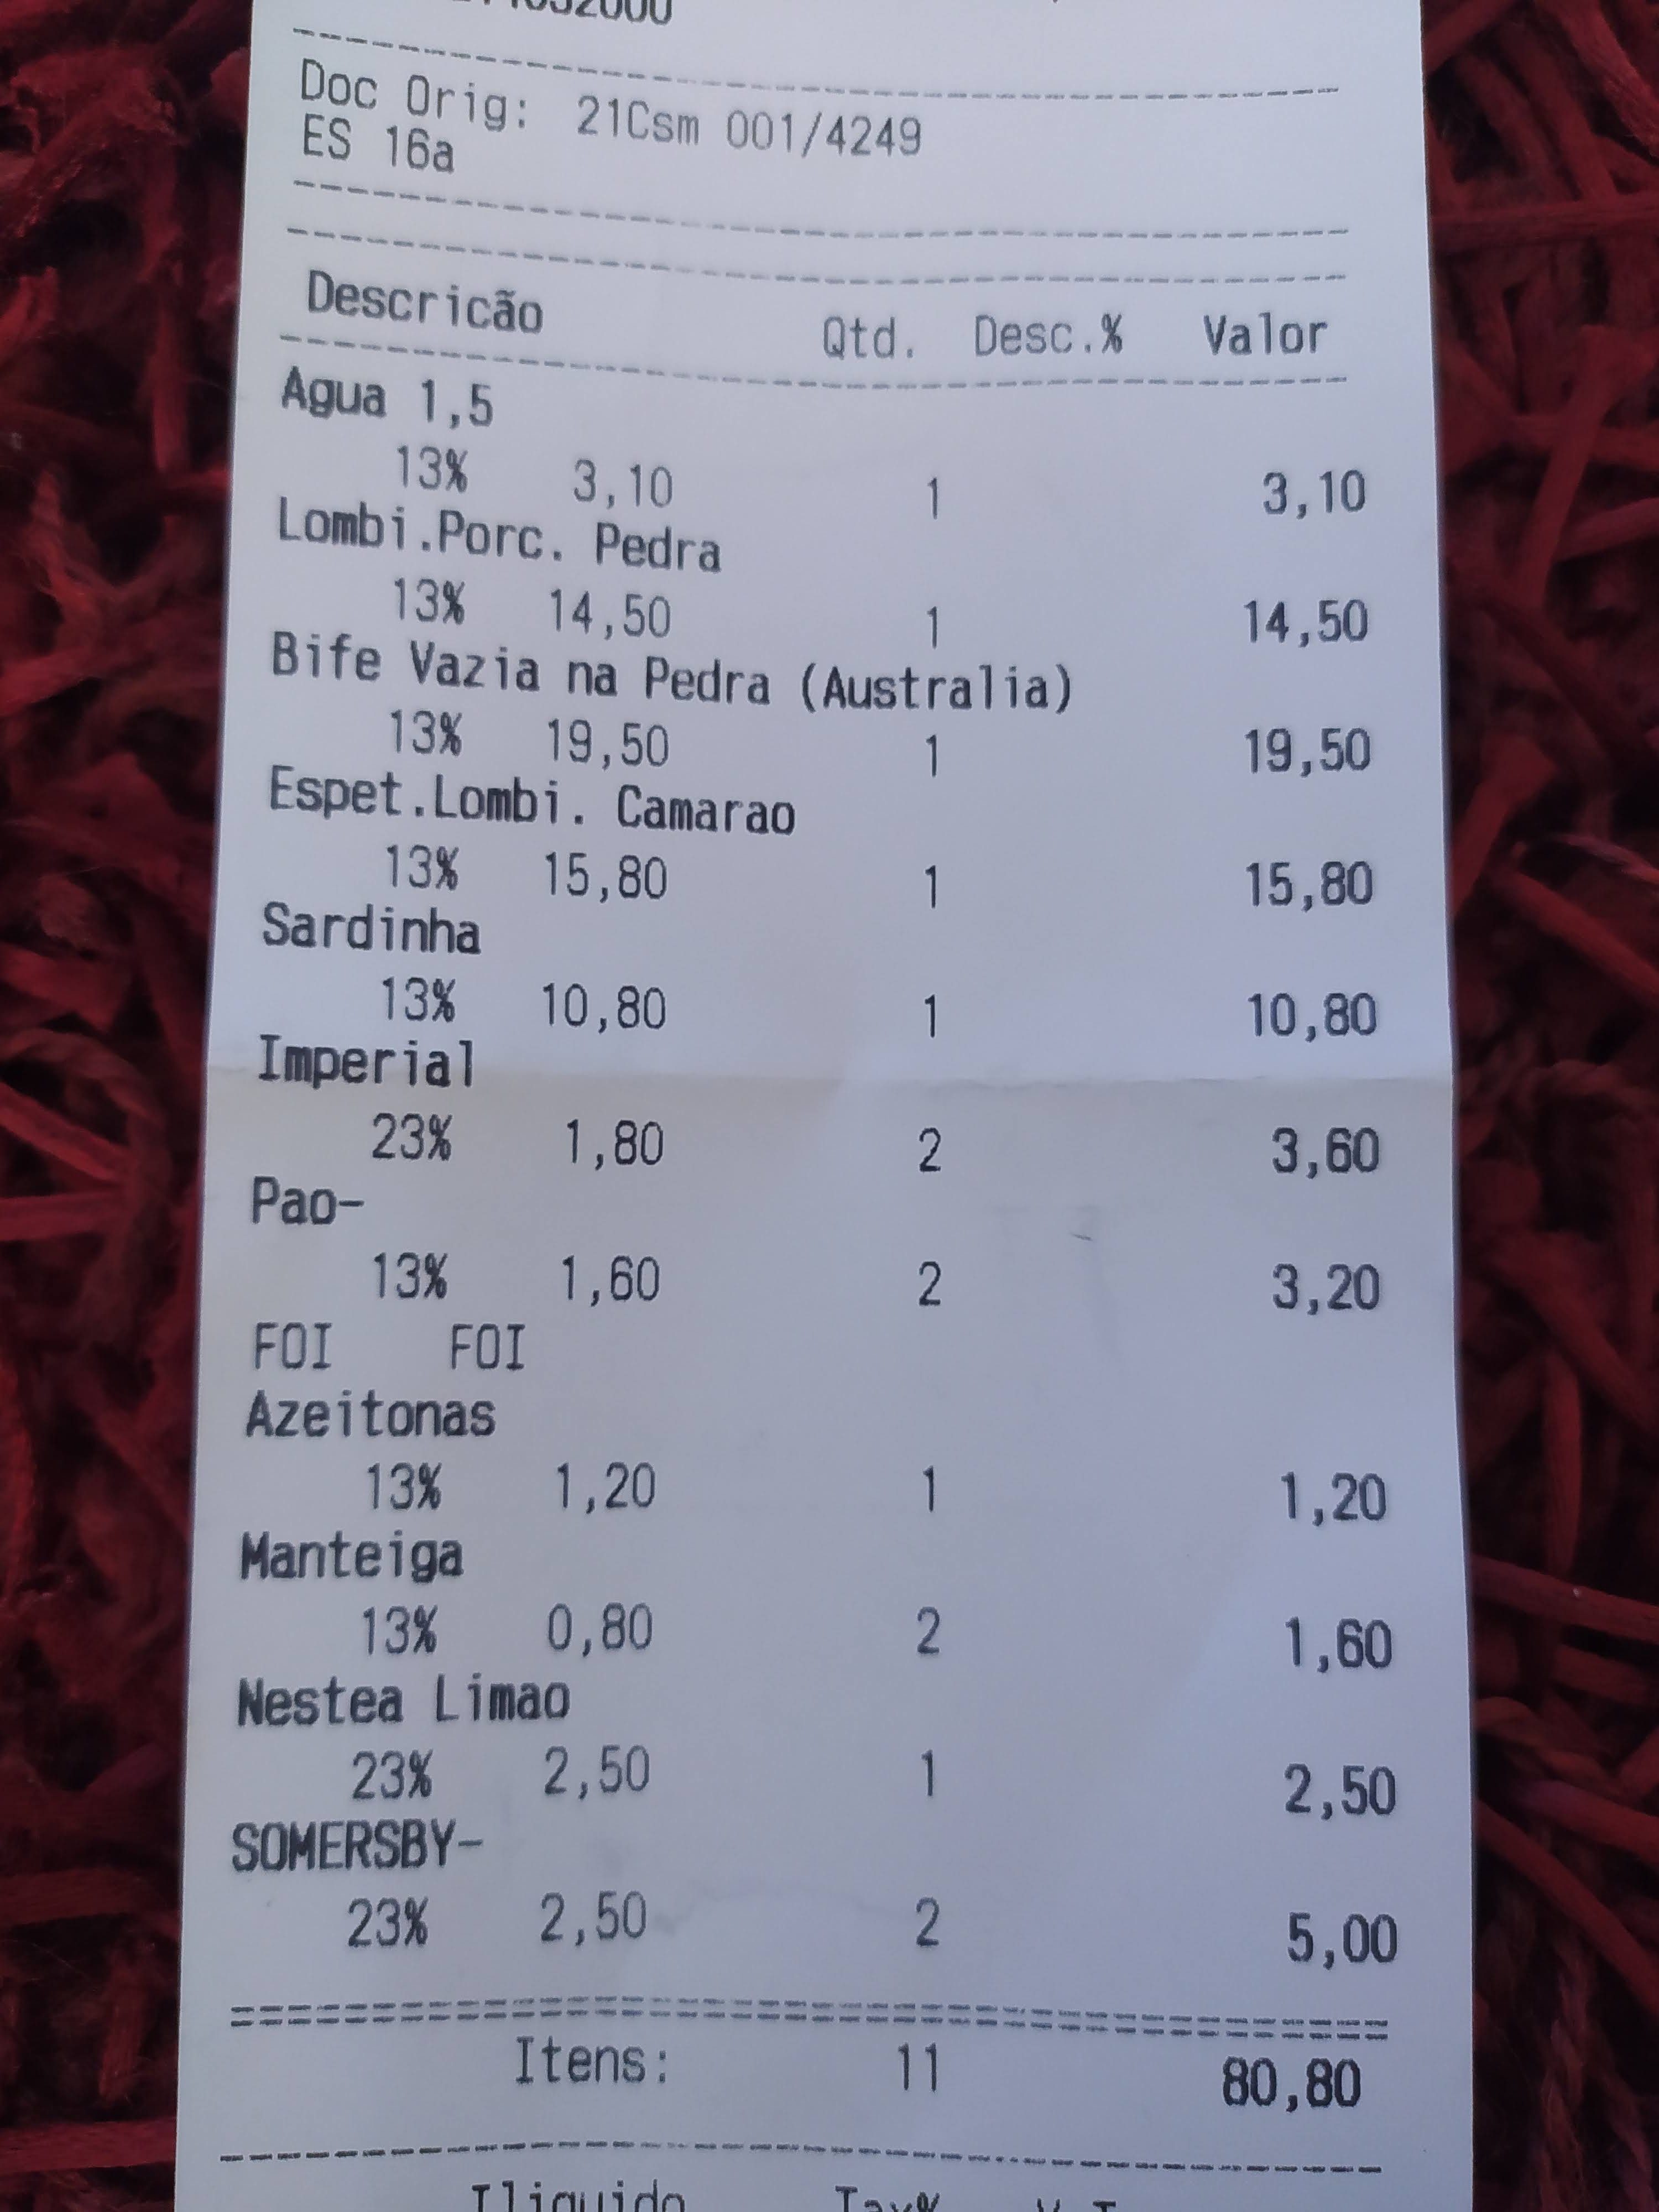 Doc Orig: 21Csm 001/4249
ES 16a
Descricão Qtd. Desc.% Valor
Agua 1,5
13% 3,10 1 3,10
Lombi.Porc. Pedra
13% 14,50 1 14,50
Bife Vazia na Pedra (Australia)
13% 19,50 1 19,50
Espet.Lombi. Camarao
13% 15,80 1 15,80
Sardinha
13% 10,80 1 10,80
Imperial
23% 1,80 2 3,60
Pao-
13% 1,60 2 3,20
FOI FOI
Azeitonas
13% 1,20 1 1,20
Manteiga
13% 0,80 2 1,60
Nestea Limao
23% 2,50 1 2,50
SOMERSBY-
23% 2,50 2 5,00
Itens: 11 80,80
Iliquido Tax%